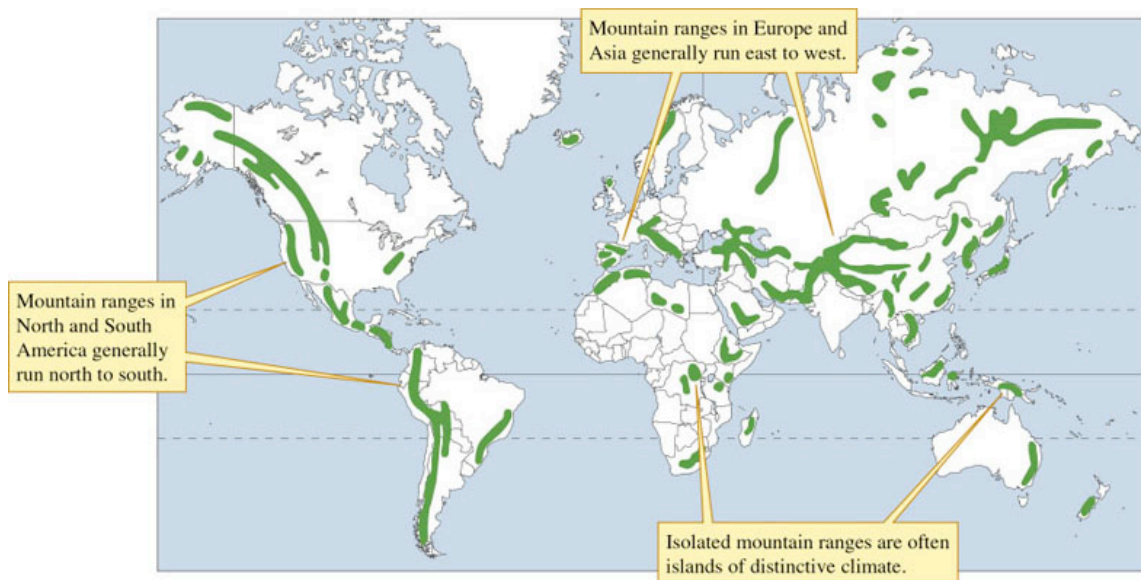 Mountain ranges in Europe and
Asia generally run east to west.
Mountain ranges in
North and South
America generally
run north to south.
Isolated mountain ranges are often
islands of distinctive climate.